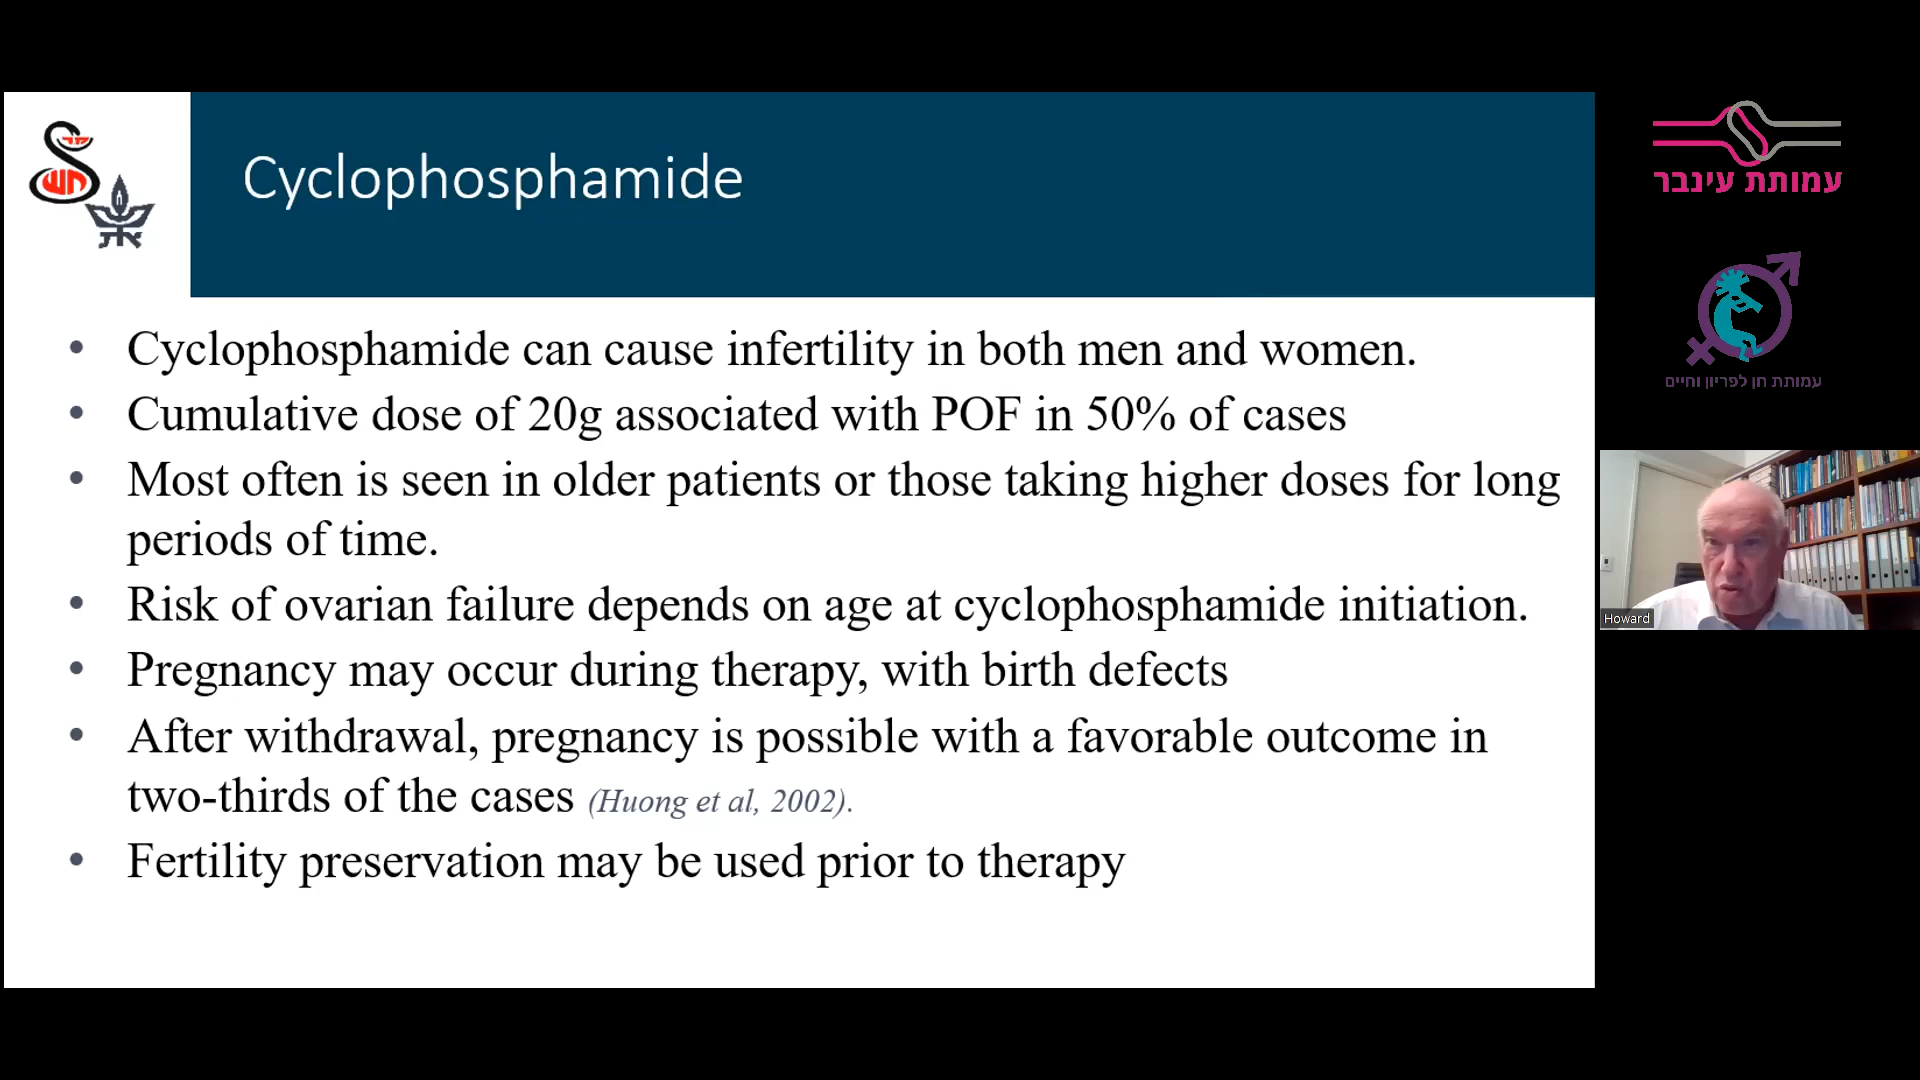 Cyclophosphamide
• Cyclophosphamide can cause infertility in both men and women.
• Cumulative dose of 20g associated with POF in 50% of cases
• Most often is seen in older patients or those taking higher doses for long
periods of time.
• Risk of ovarian failure depends on age at cyclophosphamide initiation.
• Pregnancy may occur during therapy, with birth defects
• After withdrawal, pregnancy is possible with a favorable outcome in
two-thirds of the cases (Huong et al, 2002).
• Fertility preservation may be used prior to therapy
עמותת עינבר
עמותת חן לפריון וחיים
Howard